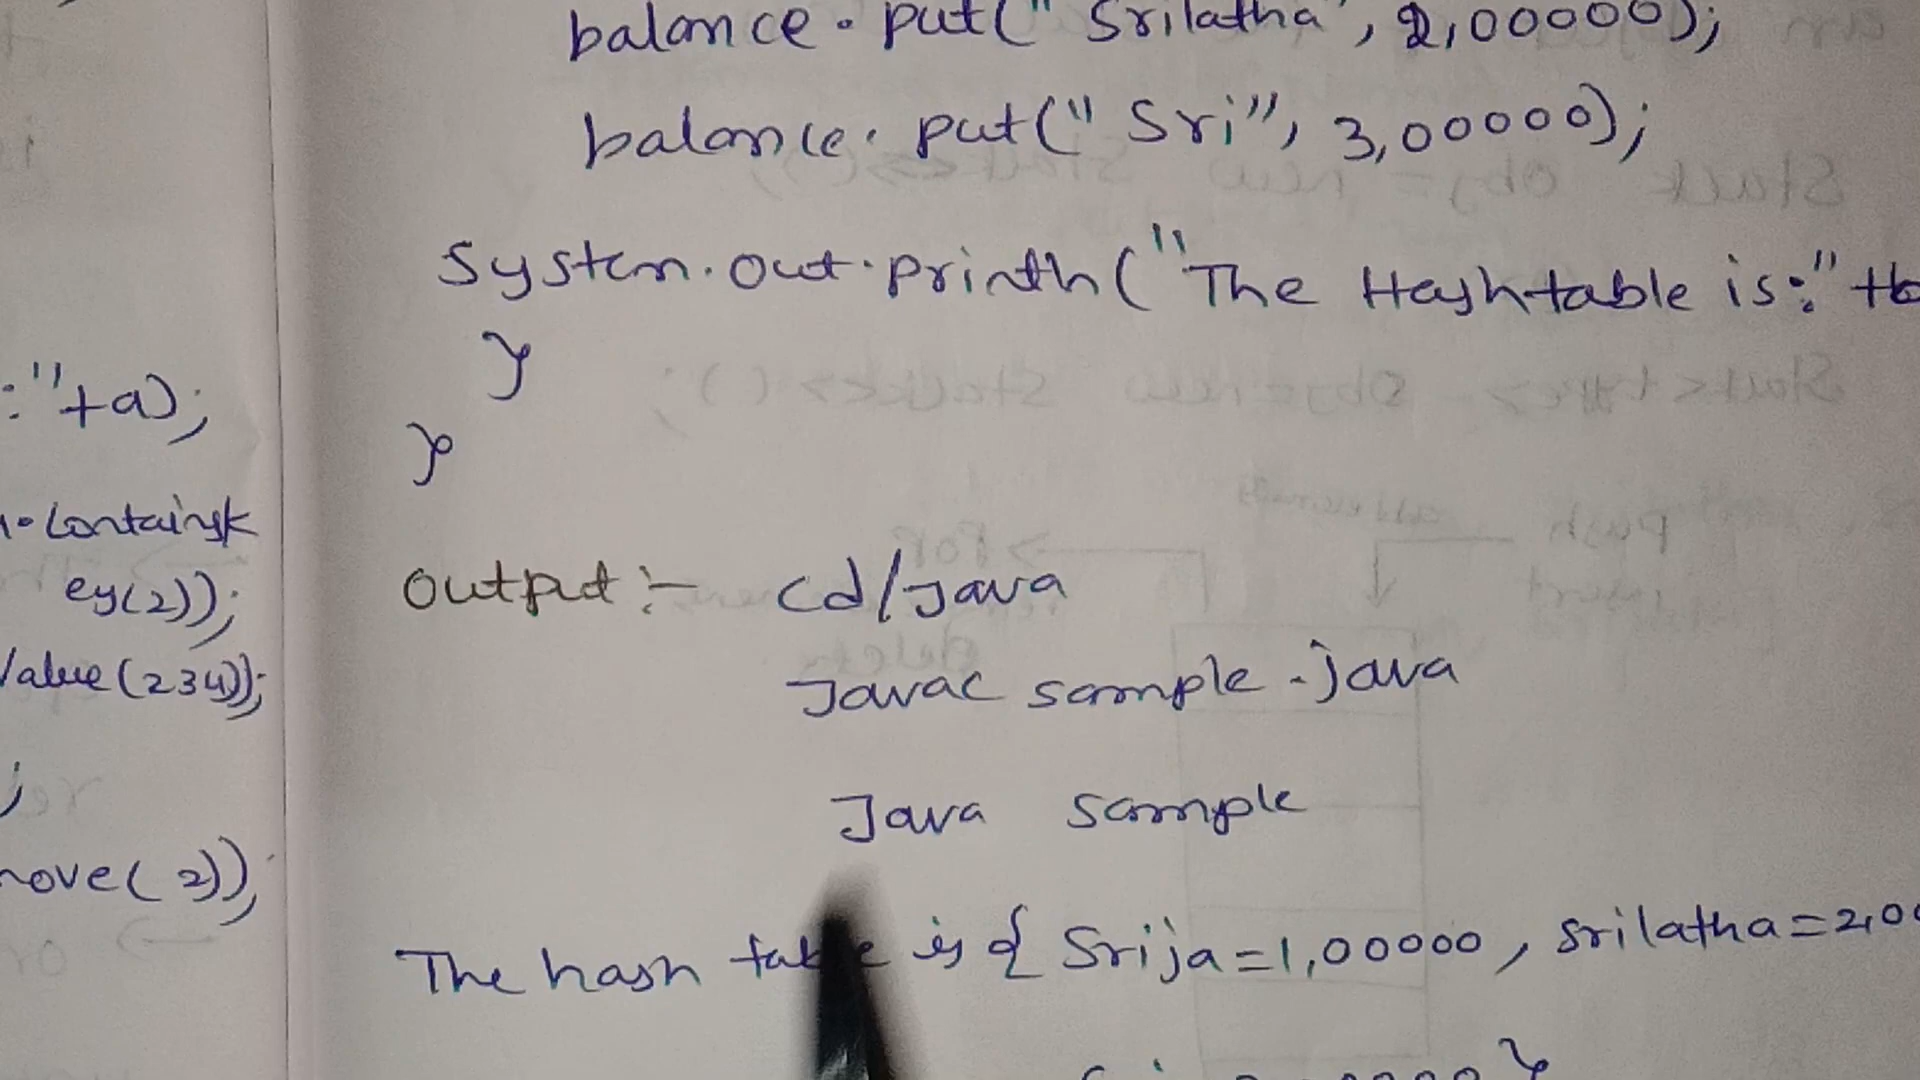 balance.put("Srilatha", 2,00000);
balance.put("Sri", 3,00000);
System.out.println("The Hashtable is:" +b
}
}
Output:- cd/java
Javac sample.java
Java sample
The hash table is { Srija=1,00000, Srilatha=2,00
:"+a);
.Containsk
ey(2));
Value(234));
;
move(2));